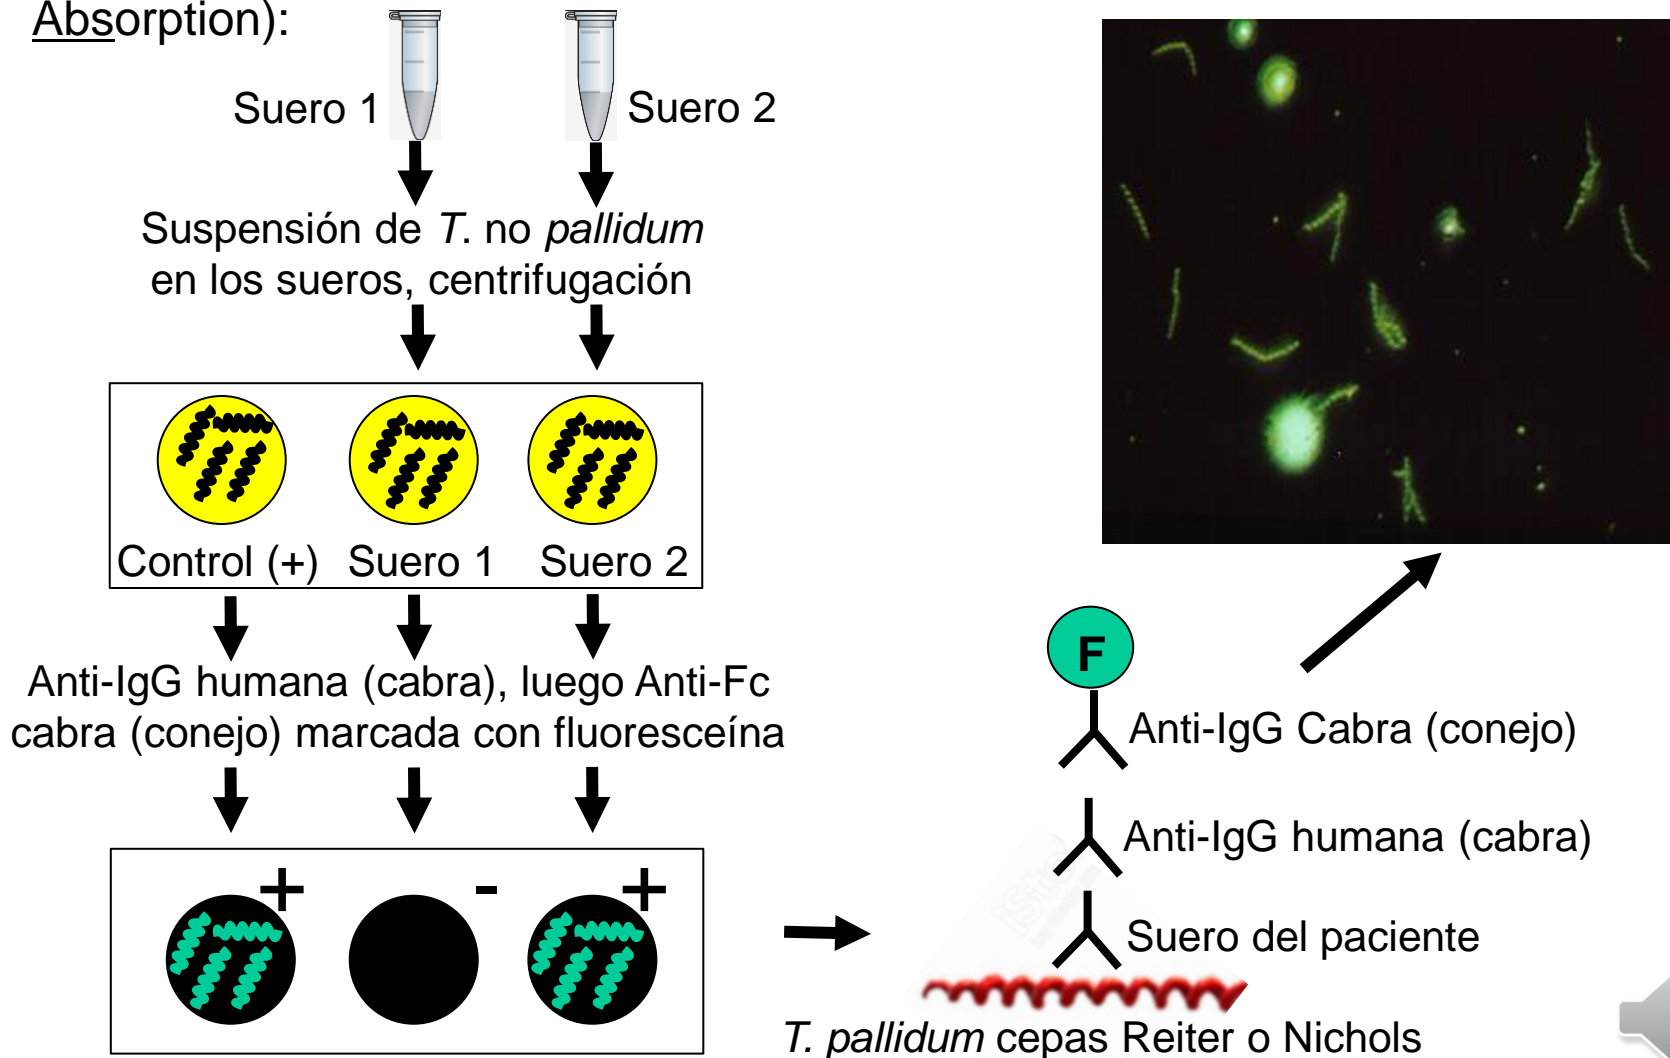 Absorption):
Suero 1
Suero 2
Suspensión de T. no pallidum
en los sueros, centrifugación
Control (+) Suero 1 Suero 2
Anti-IgG humana (cabra), luego Anti-Fc
cabra (conejo) marcada con fluoresceína
+ - +
F
Anti-IgG Cabra (conejo)
Anti-IgG humana (cabra)
Suero del paciente
T. pallidum cepas Reiter o Nichols